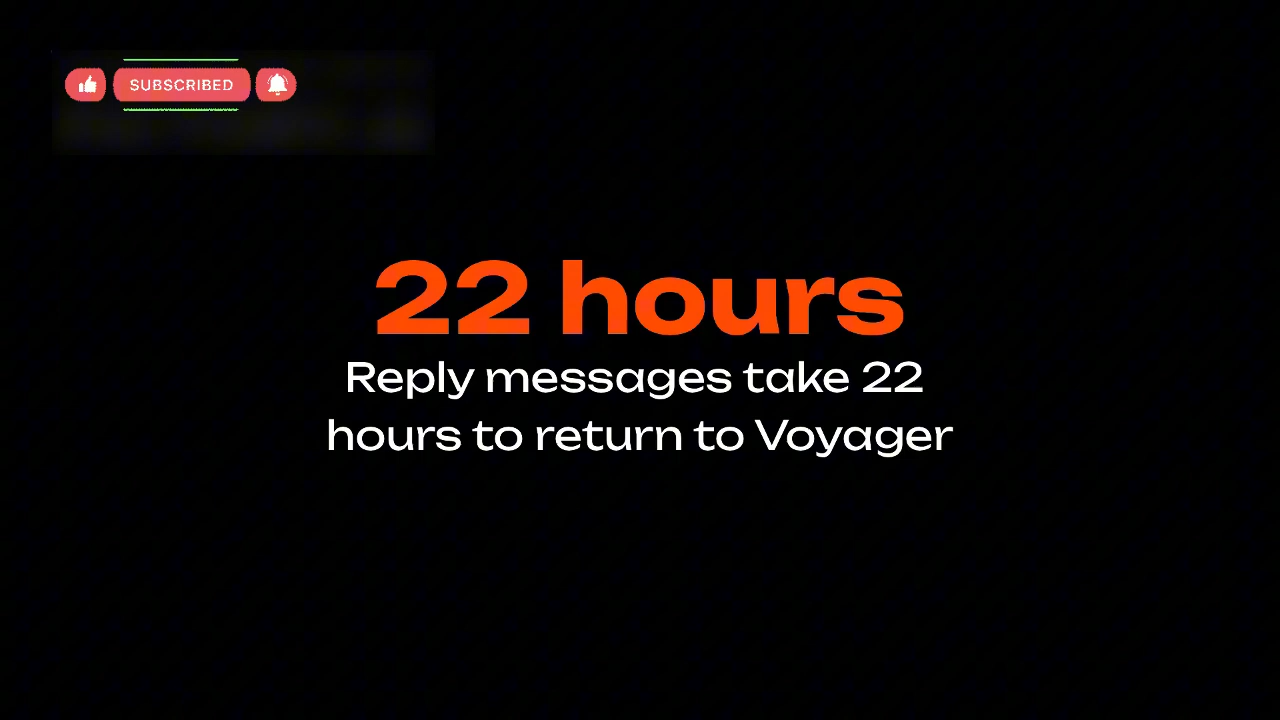 SUBSCRIBED
22 hours
Reply messages take 22
hours to return to Voyager